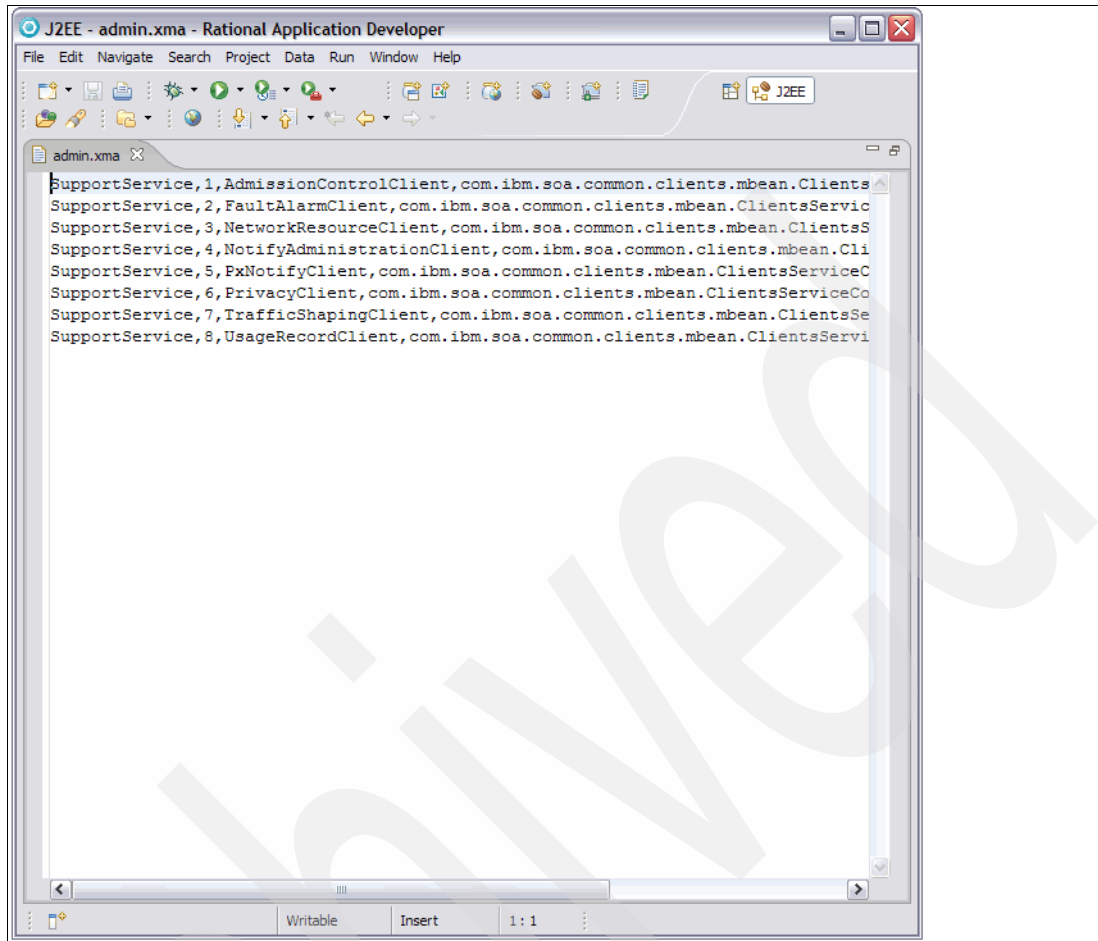 J2EE - admin.xma - Rational Application Developer
File Edit Navigate Search Project Data Run Window Help
J2EE
admin.xma
SupportService,1,AdmissionControlClient,com.ibm.soa.common.clients.mbean.Clients
SupportService,2,FaultAlarmClient,com.ibm.soa.common.clients.mbean.ClientsServic
SupportService,3,NetworkResourceClient,com.ibm.soa.common.clients.mbean.ClientsS
SupportService,4,NotifyAdministrationClient,com.ibm.soa.common.clients.mbean.Cli
SupportService,5,PxNotifyClient,com.ibm.soa.common.clients.mbean.ClientsServiceC
SupportService,6,PrivacyClient,com.ibm.soa.common.clients.mbean.ClientsServiceCo
SupportService,7,TrafficShapingClient,com.ibm.soa.common.clients.mbean.ClientsSe
SupportService,8,UsageRecordClient,com.ibm.soa.common.clients.mbean.ClientsServi
Writable Insert 1 : 1
hived